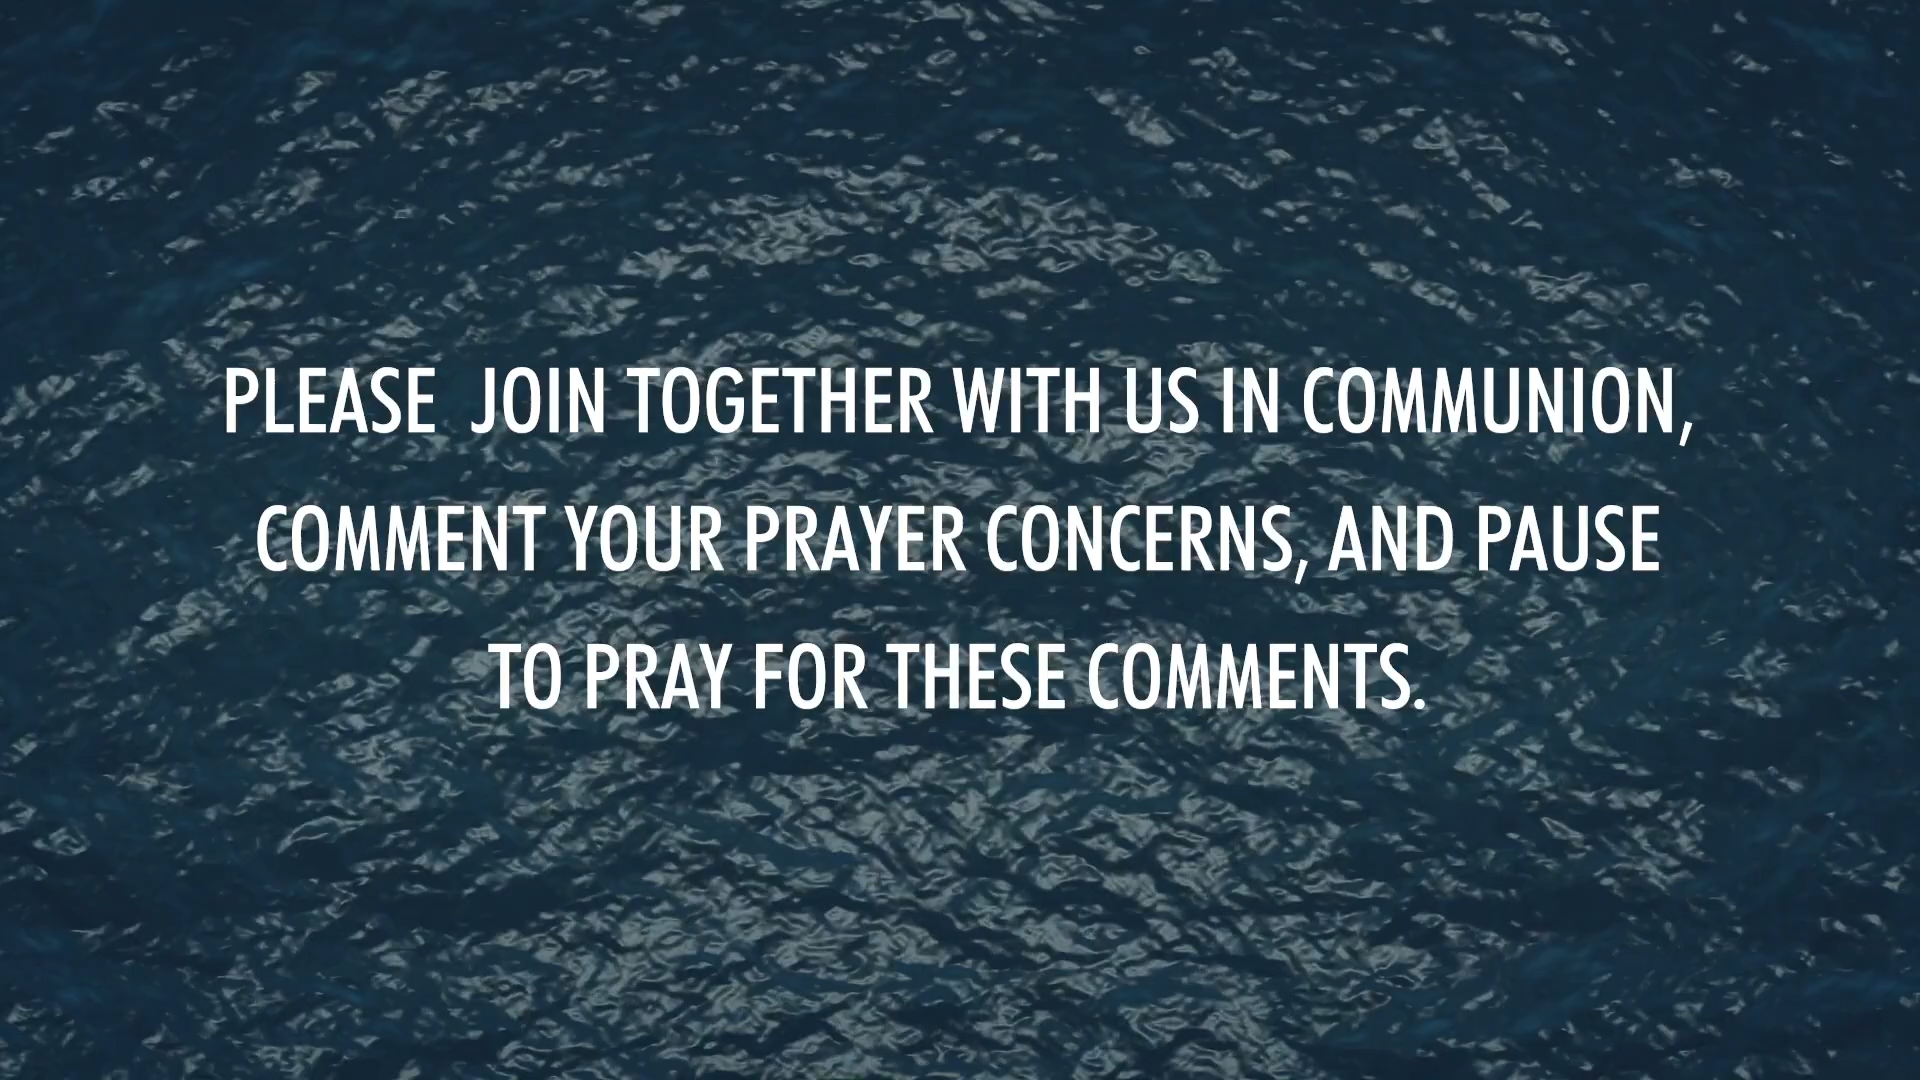 PLEASE  JOIN TOGETHER WITH US IN COMMUNION,
COMMENT YOUR PRAYER CONCERNS, AND PAUSE
TO PRAY FOR THESE COMMENTS.